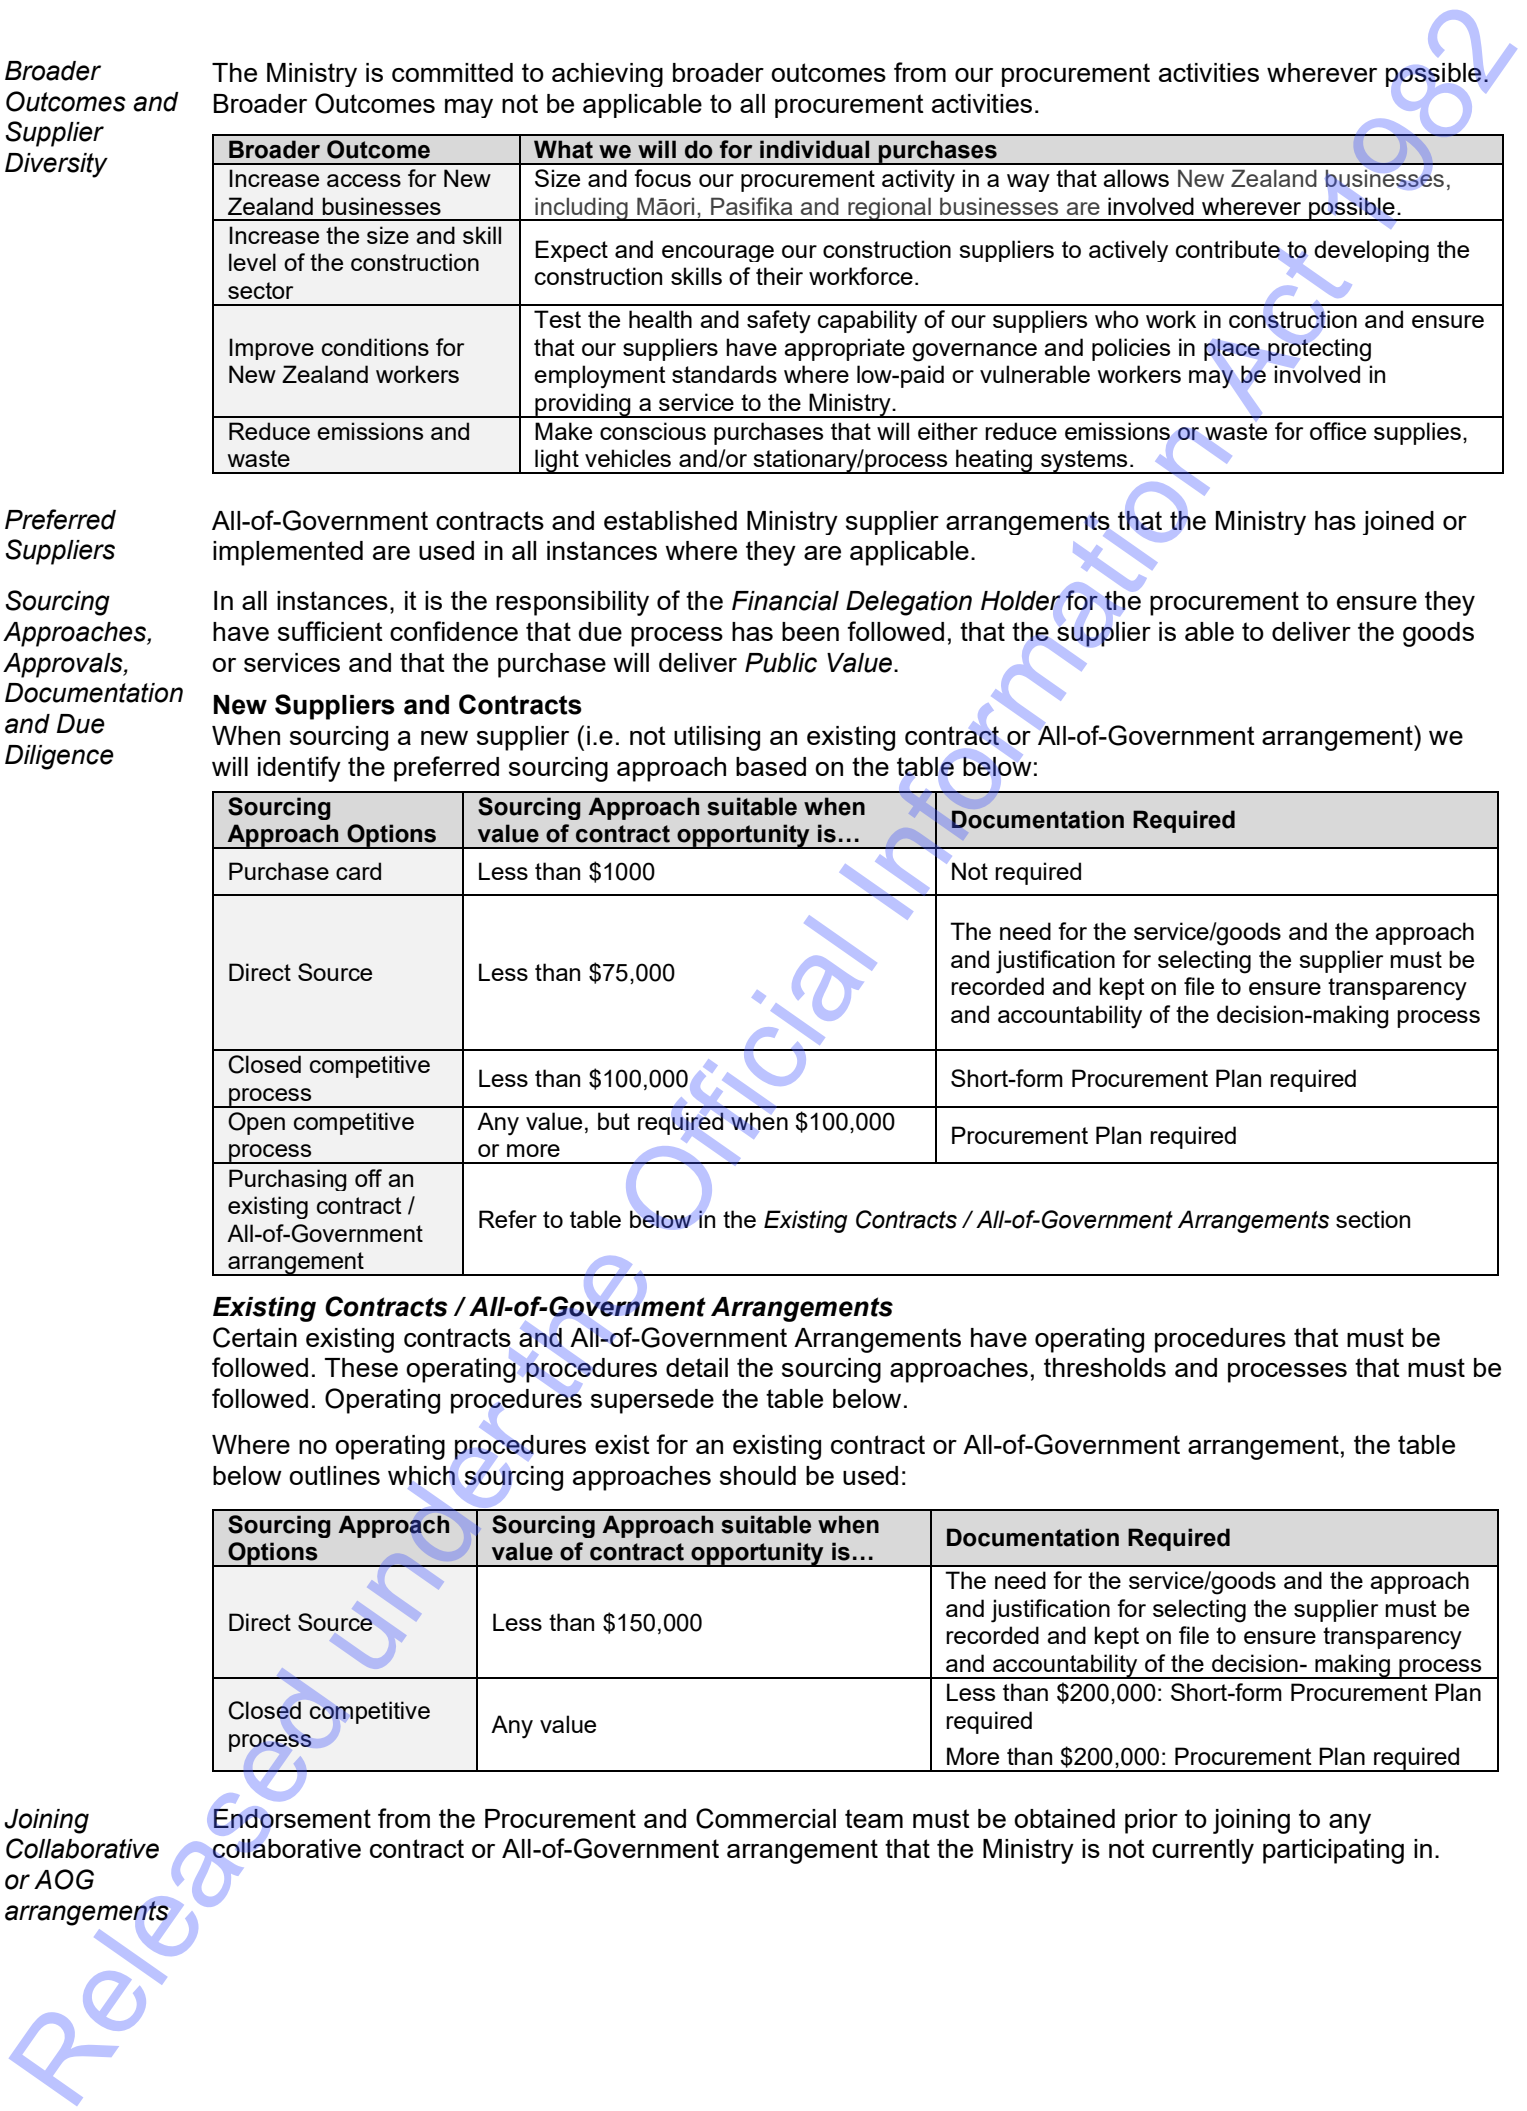 Broader
Outcomes and
Supplier
Diversity
The Ministry is committed to achieving broader outcomes from our procurement activities wherever possible.
Broader Outcomes may not be applicable to all procurement activities.
Broader Outcome
What we will do for individual purchases
Increase access for New
Zealand businesses
Size and focus our procurement activity in a way that allows New Zealand businesses,
including Māori, Pasifika and regional businesses are involved wherever possible.
Increase the size and skill
level of the construction
sector
Expect and encourage our construction suppliers to actively contribute to developing the
construction skills of their workforce.
Improve conditions for
New Zealand workers
Test the health and safety capability of our suppliers who work in construction and ensure
that our suppliers have appropriate governance and policies in place protecting
employment standards where low-paid or vulnerable workers may be involved in
providing a service to the Ministry.
Reduce emissions and
waste
Make conscious purchases that will either reduce emissions or waste for office supplies,
light vehicles and/or stationary/process heating systems.
Preferred
Suppliers
All-of-Government contracts and established Ministry supplier arrangements that the Ministry has joined or
implemented are used in all instances where they are applicable.
Sourcing
Approaches,
Approvals,
Documentation
and Due
Diligence
In all instances, it is the responsibility of the Financial Delegation Holder for the procurement to ensure they
have sufficient confidence that due process has been followed, that the supplier is able to deliver the goods
or services and that the purchase will deliver Public Value.
New Suppliers and Contracts
When sourcing a new supplier (i.e. not utilising an existing contract or All-of-Government arrangement) we
will identify the preferred sourcing approach based on the table below:
Sourcing
Approach Options
Sourcing Approach suitable when
value of contract opportunity is…
Documentation Required
Purchase card
Less than $1000
Not required
Direct Source
Less than $75,000
The need for the service/goods and the approach
and justification for selecting the supplier must be
recorded and kept on file to ensure transparency
and accountability of the decision-making process
Closed competitive
process
Less than $100,000
Short-form Procurement Plan required
Open competitive
process
Any value, but required when $100,000
or more
Procurement Plan required
Purchasing off an
existing contract /
All-of-Government
arrangement
Refer to table below in the Existing Contracts / All-of-Government Arrangements section
Existing Contracts / All-of-Government Arrangements
Certain existing contracts and All-of-Government Arrangements have operating procedures that must be
followed. These operating procedures detail the sourcing approaches, thresholds and processes that must be
followed. Operating procedures supersede the table below.
Where no operating procedures exist for an existing contract or All-of-Government arrangement, the table
below outlines which sourcing approaches should be used:
Sourcing Approach
Options
Sourcing Approach suitable when
value of contract opportunity is…
Documentation Required
Direct Source
Less than $150,000
The need for the service/goods and the approach
and justification for selecting the supplier must be
recorded and kept on file to ensure transparency
and accountability of the decision- making process
Closed competitive
process
Any value
Less than $200,000: Short-form Procurement Plan
required
More than $200,000: Procurement Plan required
Joining
Collaborative
or AOG
arrangements
Endorsement from the Procurement and Commercial team must be obtained prior to joining to any
collaborative contract or All-of-Government arrangement that the Ministry is not currently participating in.
Released under the Official Information Act 1982